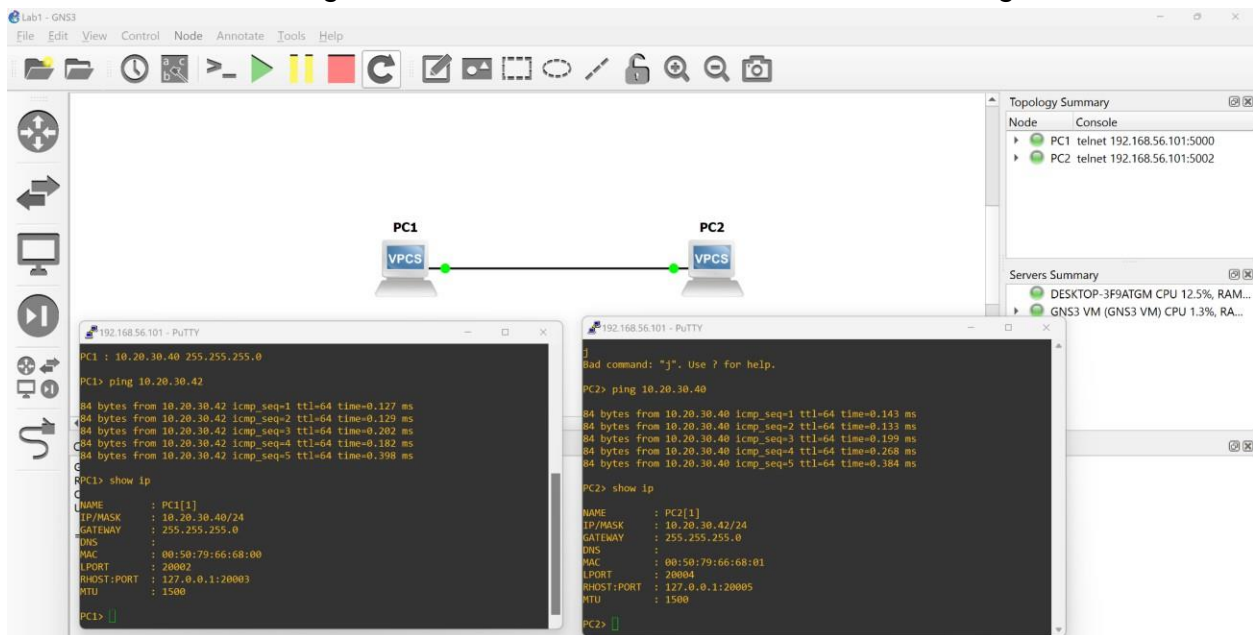 Lab1 - GNS3
File Edit View Control Node Annotate Tools Help
Topology Summary
Node Console
PC1 telnet 192.168.56.101:5000
PC2 telnet 192.168.56.101:5002
PC1
PC2
VPCS
VPCS
Servers Summary
DESKTOP-3F9ATGM CPU 12.5%, RAM...
GNS3 VM (GNS3 VM) CPU 1.3%, RA...
192.168.56.101 - PuTTY
PC1 : 10.20.30.40 255.255.255.0
PC1> ping 10.20.30.42
84 bytes from 10.20.30.42 icmp_seq=1 ttl=64 time=0.127 ms
84 bytes from 10.20.30.42 icmp_seq=2 ttl=64 time=0.129 ms
84 bytes from 10.20.30.42 icmp_seq=3 ttl=64 time=0.202 ms
84 bytes from 10.20.30.42 icmp_seq=4 ttl=64 time=0.182 ms
84 bytes from 10.20.30.42 icmp_seq=5 ttl=64 time=0.398 ms
PC1> show ip
NAME : PC1[1]
IP/MASK : 10.20.30.40/24
GATEWAY : 255.255.255.0
DNS :
MAC : 00:50:79:66:68:00
LPORT : 20002
RHOST:PORT : 127.0.0.1:20003
MTU : 1500
PC1>
192.168.56.101 - PuTTY
j
Bad command: "j". Use ? for help.
PC2> ping 10.20.30.40
84 bytes from 10.20.30.40 icmp_seq=1 ttl=64 time=0.143 ms
84 bytes from 10.20.30.40 icmp_seq=2 ttl=64 time=0.133 ms
84 bytes from 10.20.30.40 icmp_seq=3 ttl=64 time=0.199 ms
84 bytes from 10.20.30.40 icmp_seq=4 ttl=64 time=0.268 ms
84 bytes from 10.20.30.40 icmp_seq=5 ttl=64 time=0.384 ms
PC2> show ip
NAME : PC2[1]
IP/MASK : 10.20.30.42/24
GATEWAY : 255.255.255.0
DNS :
MAC : 00:50:79:66:68:01
LPORT : 20004
RHOST:PORT : 127.0.0.1:20005
MTU : 1500
PC2>